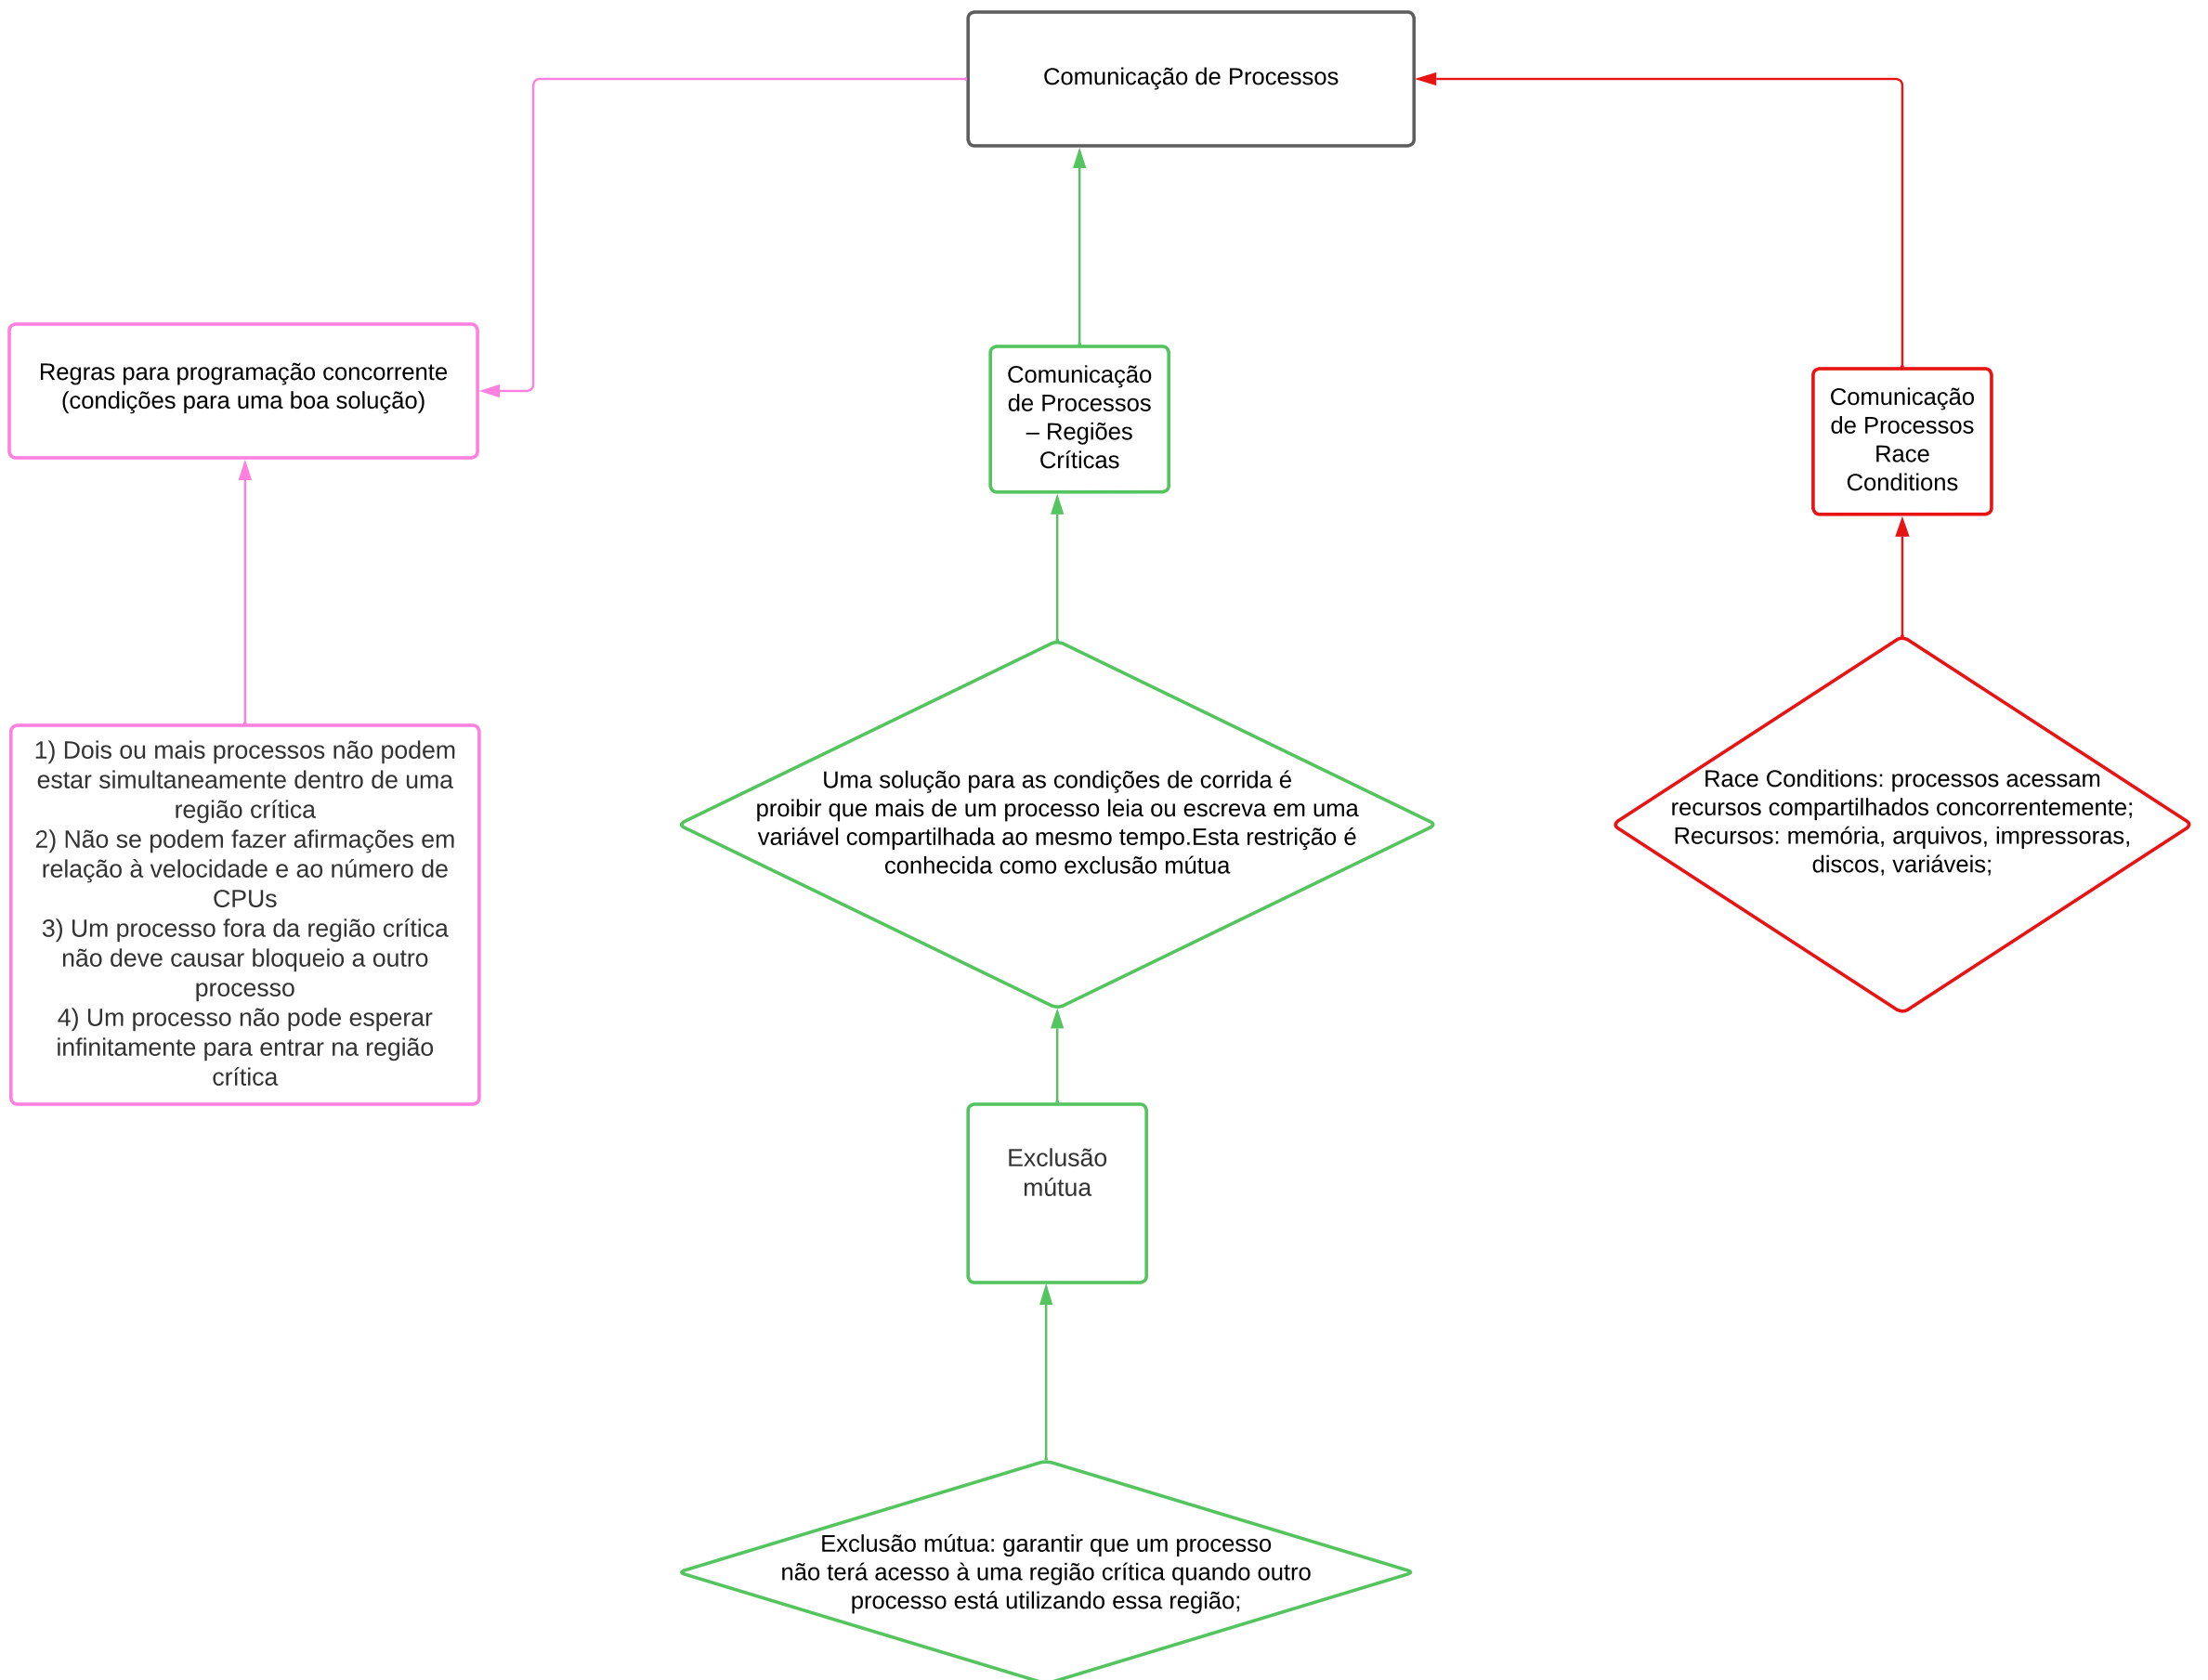 Comunicação de Processos
Regras para programação concorrente
(condições para uma boa solução)
Comunicação
de Processos
– Regiões
Críticas
Comunicação
de Processos
Race
Conditions
1) Dois ou mais processos não podem
estar simultaneamente dentro de uma
região crítica
2) Não se podem fazer afirmações em
relação à velocidade e ao número de
CPUs
3) Um processo fora da região crítica
não deve causar bloqueio a outro
processo
4) Um processo não pode esperar
infinitamente para entrar na região
crítica
Uma solução para as condições de corrida é
proibir que mais de um processo leia ou escreva em uma
variável compartilhada ao mesmo tempo.Esta restrição é
conhecida como exclusão mútua
Race Conditions: processos acessam
recursos compartilhados concorrentemente;
Recursos: memória, arquivos, impressoras,
discos, variáveis;
Exclusão
mútua
Exclusão mútua: garantir que um processo
não terá acesso à uma região crítica quando outro
processo está utilizando essa região;